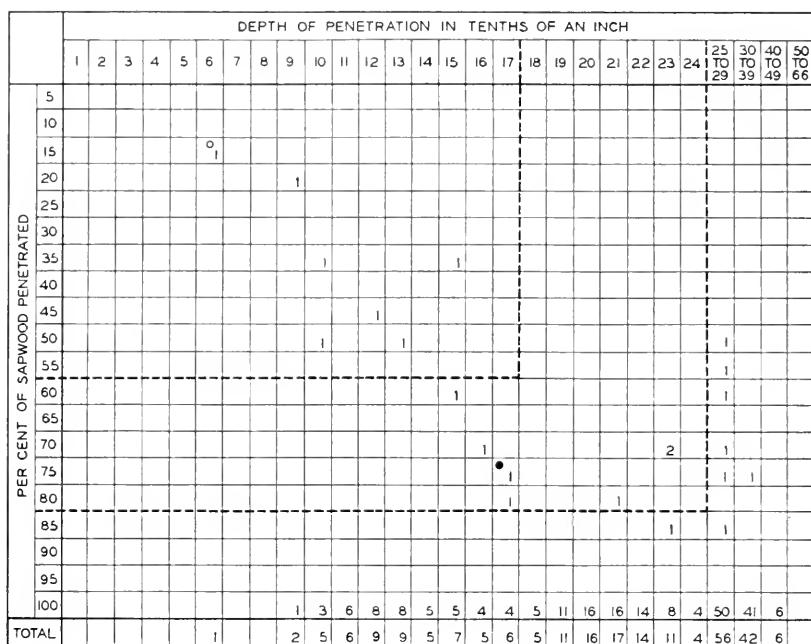 DEPTH OF PENETRATION IN TENTHS OF AN INCH
1 2 3 4 5 6 7 8 9 10 11 12 13 14 15 16 17 18 19 20 21 22 23 24 25 TO 29 30 TO 39 40 TO 49 50 TO 66
PER CENT OF SAPWOOD PENETRATED
5
10
15 1
20 1
25
30
35 1 1
40
45 1
50 1 1 1
55 1
60 1 1
65
70 1 2 1
75 1 1 1
80 1 1
85 1 1
90
95
100 1 3 6 8 8 5 5 4 4 5 11 16 16 14 8 4 50 41 6
TOTAL 1 2 5 6 9 9 5 7 5 6 5 11 16 17 14 11 4 56 42 6